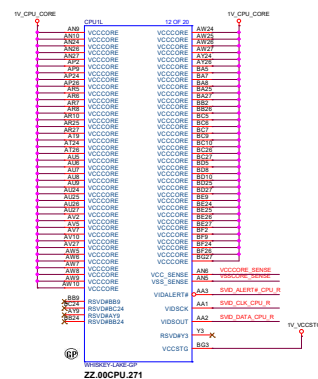 1V_CPU_CORE
1V_CPU_CORE
CPU1L 12 OF 20
AN9 VCCCORE VCCCORE AW24
AN10 VCCCORE VCCCORE AW25
AN24 VCCCORE VCCCORE AW26
AN26 VCCCORE VCCCORE AW27
AN27 VCCCORE VCCCORE AY24
AP2 VCCCORE VCCCORE AY26
AP9 VCCCORE VCCCORE BA5
AP24 VCCCORE VCCCORE BA7
AP26 VCCCORE VCCCORE BA8
AR5 VCCCORE VCCCORE BA25
AR6 VCCCORE VCCCORE BA27
AR7 VCCCORE VCCCORE BB2
AR8 VCCCORE VCCCORE BB26
AR10 VCCCORE VCCCORE BC5
AR25 VCCCORE VCCCORE BC6
AR27 VCCCORE VCCCORE BC7
AT9 VCCCORE VCCCORE BC9
AT24 VCCCORE VCCCORE BC10
AT26 VCCCORE VCCCORE BC26
AU5 VCCCORE VCCCORE BC27
AU6 VCCCORE VCCCORE BD5
AU7 VCCCORE VCCCORE BD8
AU8 VCCCORE VCCCORE BD10
AU9 VCCCORE VCCCORE BD27
AU24 VCCCORE VCCCORE BE9
AU25 VCCCORE VCCCORE BE24
AU26 VCCCORE VCCCORE BE25
AU27 VCCCORE VCCCORE BE26
AV2 VCCCORE VCCCORE BE27
AV5 VCCCORE VCCCORE BF2
AV7 VCCCORE VCCCORE BF9
AV10 VCCCORE VCCCORE BF24
AV27 VCCCORE VCCCORE BF26
AW5 VCCCORE VCCCORE BG27
AW6 VCCCORE
AW7 VCCCORE VCC_SENSE AN6 VCCCORE_SENSE
AW8 VCCCORE VSS_SENSE AN5 VSSCORE_SENSE
AW9 VCCCORE
AW10 VCCCORE VIDALERT# AA3 SVID_ALERT#_CPU_R
BB9 RSVD#BB9 VIDSCK AA1 SVID_CLK_CPU_R
BC24 RSVD#BC24
AY9 RSVD#AY9 VIDSOUT AA2 SVID_DATA_CPU_R
BB24 RSVD#BB24
RSVD#Y3 Y3
1V_VCCSTG
VCCSTG BG3
GP
WHISKEY-LAKE-GP
ZZ.00CPU.271